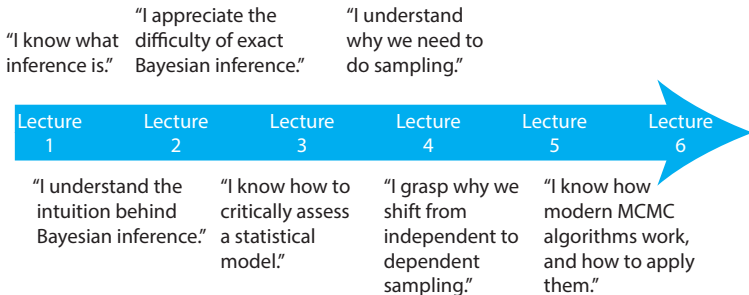 “I know what
inference is.”
“I appreciate the
difficulty of exact
Bayesian inference.”
“I understand
why we need to
do sampling.”
Lecture
1
Lecture
2
Lecture
3
Lecture
4
Lecture
5
Lecture
6
“I understand the
intuition behind
Bayesian inference.”
“I know how to
critically assess
a statistical
model.”
“I grasp why we
shift from
independent to
dependent
sampling.”
“I know how
modern MCMC
algorithms work,
and how to apply
them.”